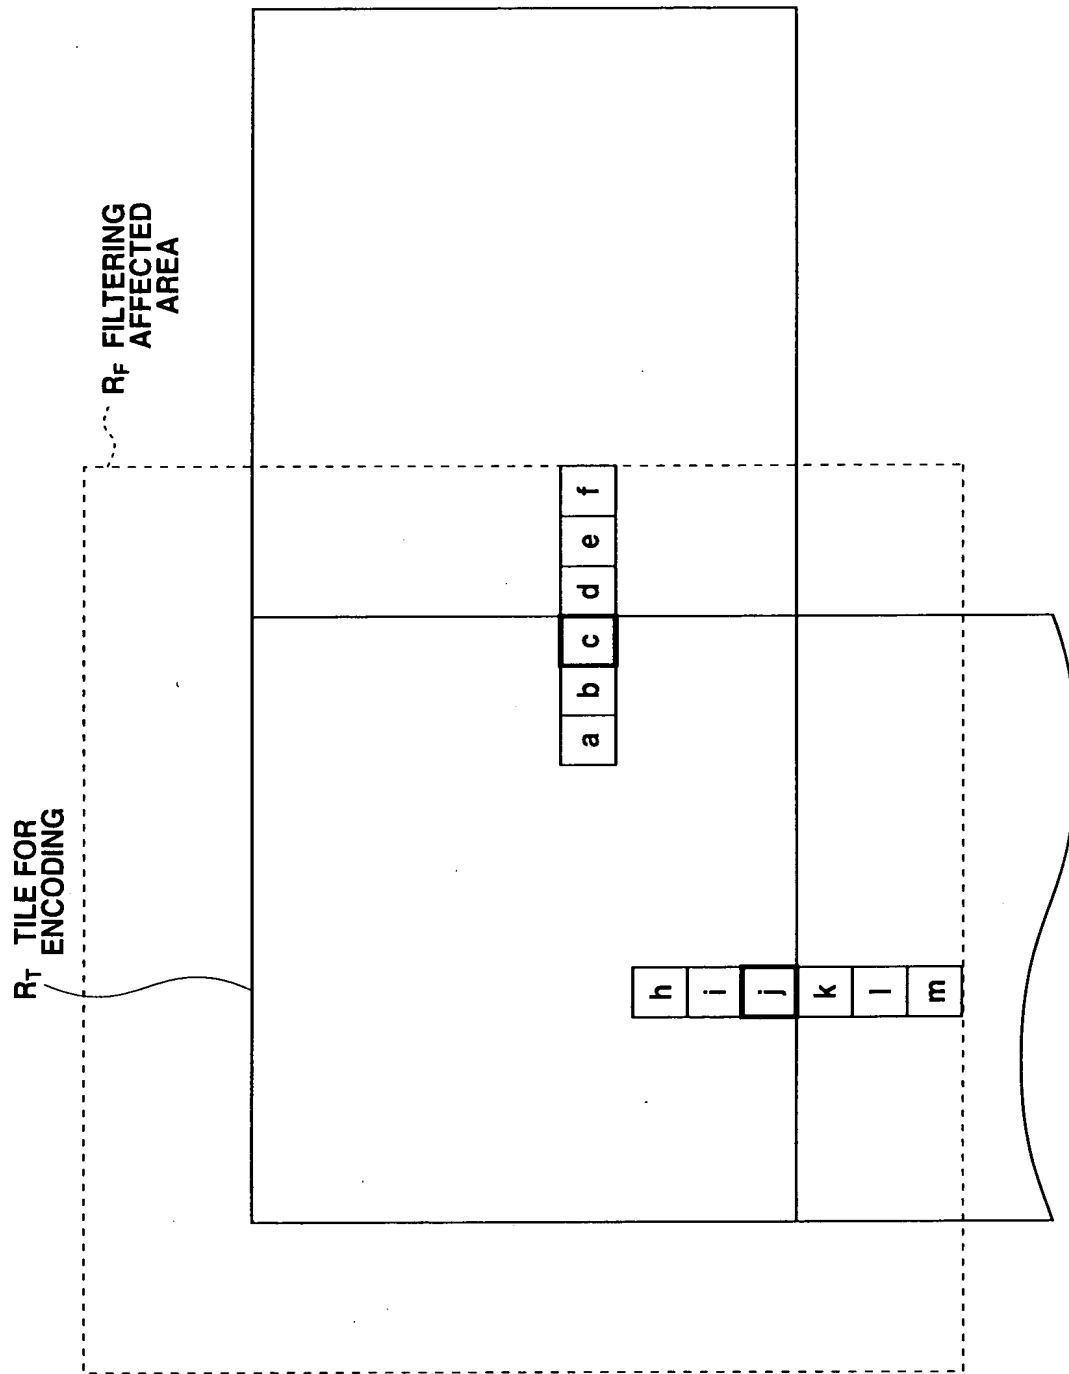 R_T TILE FOR
ENCODING
R_F FILTERING
AFFECTED
AREA
a b c d e f
h
i
j
k
l
m